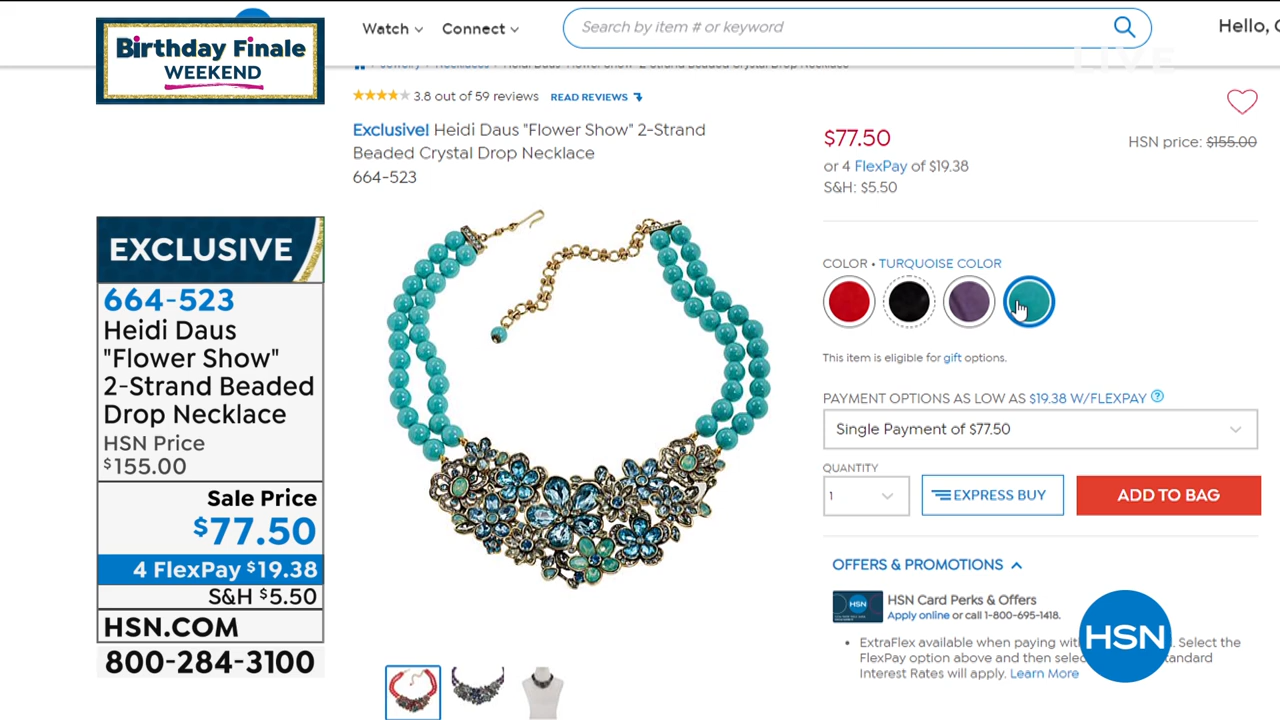 Birthday Finale
WEEKEND
Watch
Connect
Search by item # or keyword
Hello,
LIVE
3.8 out of 59 reviews
READ REVIEWS
Exclusive! Heidi Daus "Flower Show" 2-Strand
Beaded Crystal Drop Necklace
664-523
$77.50
HSN price: $155.00
or 4 FlexPay of $19.38
S&H: $5.50
EXCLUSIVE
664-523
Heidi Daus
"Flower Show"
2-Strand Beaded
Drop Necklace
HSN Price
$155.00
Sale Price
$77.50
4 FlexPay $19.38
S&H $5.50
HSN.COM
800-284-3100
COLOR • TURQUOISE COLOR
This item is eligible for gift options.
PAYMENT OPTIONS AS LOW AS $19.38 W/FLEXPAY ?
Single Payment of $77.50
QUANTITY
1
EXPRESS BUY
ADD TO BAG
OFFERS & PROMOTIONS
HSN
HSN Card Perks & Offers
Apply online or call 1-800-695-1418.
• ExtraFlex available when paying . Select the
FlexPay option above and then
Interest Rates will apply. Learn More
HSN